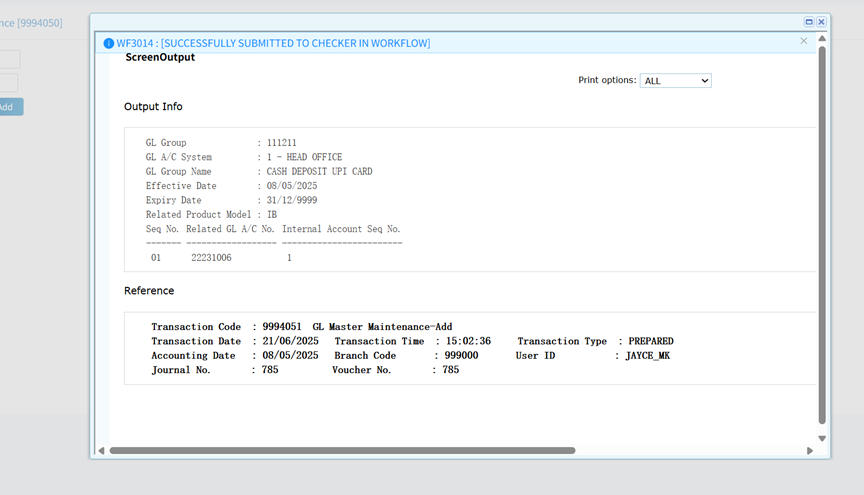 nce [9994050]
Add
WF3014 : [SUCCESSFULLY SUBMITTED TO CHECKER IN WORKFLOW]
ScreenOutput
Print options: ALL
Output Info
GL Group : 111211
GL A/C System : 1 - HEAD OFFICE
GL Group Name : CASH DEPOSIT UPI CARD
Effective Date : 08/05/2025
Expiry Date : 31/12/9999
Related Product Model : IB
Seq No. Related GL A/C No. Internal Account Seq No.
------- ------------------ ------------------------
01 22231006 1
Reference
Transaction Code : 9994051 GL Master Maintenance-Add
Transaction Date : 21/06/2025 Transaction Time : 15:02:36 Transaction Type : PREPARED
Accounting Date : 08/05/2025 Branch Code : 999000 User ID : JAYCE_MK
Journal No. : 785 Voucher No. : 785